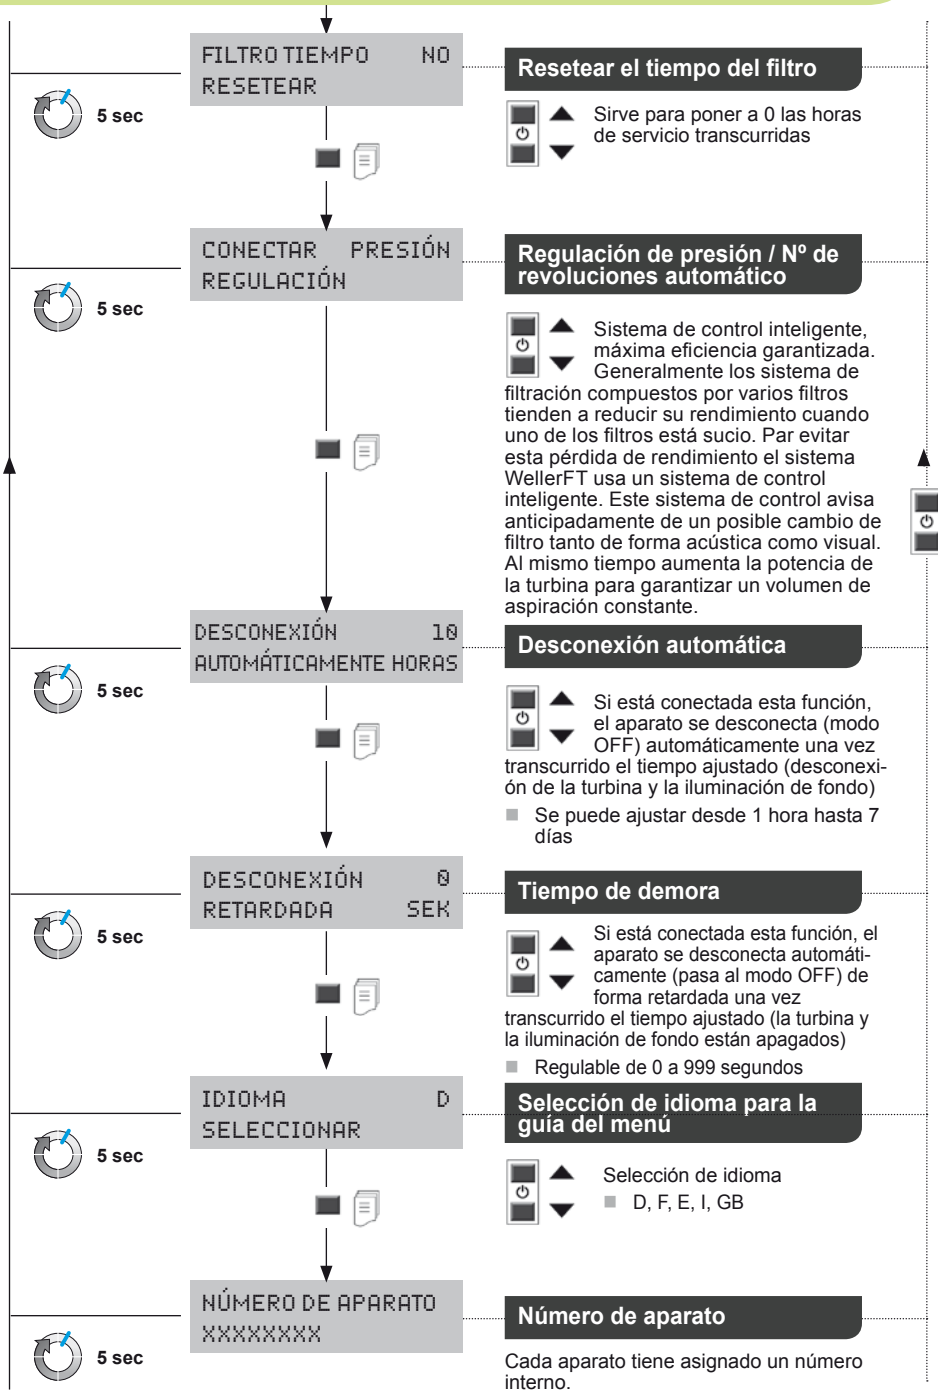 FILTRO TIEMPO NO
RESETEAR
5 sec
Resetear el tiempo del filtro
Sirve para poner a 0 las horas
de servicio transcurridas
CONECTAR PRESIÓN
REGULACIÓN
5 sec
Regulación de presión / Nº de
revoluciones automático
Sistema de control inteligente,
máxima eficiencia garantizada.
Generalmente los sistema de
filtración compuestos por varios filtros
tienden a reducir su rendimiento cuando
uno de los filtros está sucio. Par evitar
esta pérdida de rendimiento el sistema
WellerFT usa un sistema de control
inteligente. Este sistema de control avisa
anticipadamente de un posible cambio de
filtro tanto de forma acústica como visual.
Al mismo tiempo aumenta la potencia de
la turbina para garantizar un volumen de
aspiración constante.
DESCONEXIÓN 10
AUTOMÁTICAMENTE HORAS
5 sec
Desconexión automática
Si está conectada esta función,
el aparato se desconecta (modo
OFF) automáticamente una vez
transcurrido el tiempo ajustado (desconexi-
ón de la turbina y la iluminación de fondo)
Se puede ajustar desde 1 hora hasta 7
días
DESCONEXIÓN 0
RETARDADA SEK
5 sec
Tiempo de demora
Si está conectada esta función, el
aparato se desconecta automáti-
camente (pasa al modo OFF) de
forma retardada una vez
transcurrido el tiempo ajustado (la turbina y
la iluminación de fondo están apagados)
Regulable de 0 a 999 segundos
IDIOMA D
SELECCIONAR
5 sec
Selección de idioma para la
guía del menú
Selección de idioma
D, F, E, I, GB
NÚMERO DE APARATO
XXXXXXXX
5 sec
Número de aparato
Cada aparato tiene asignado un número
interno.